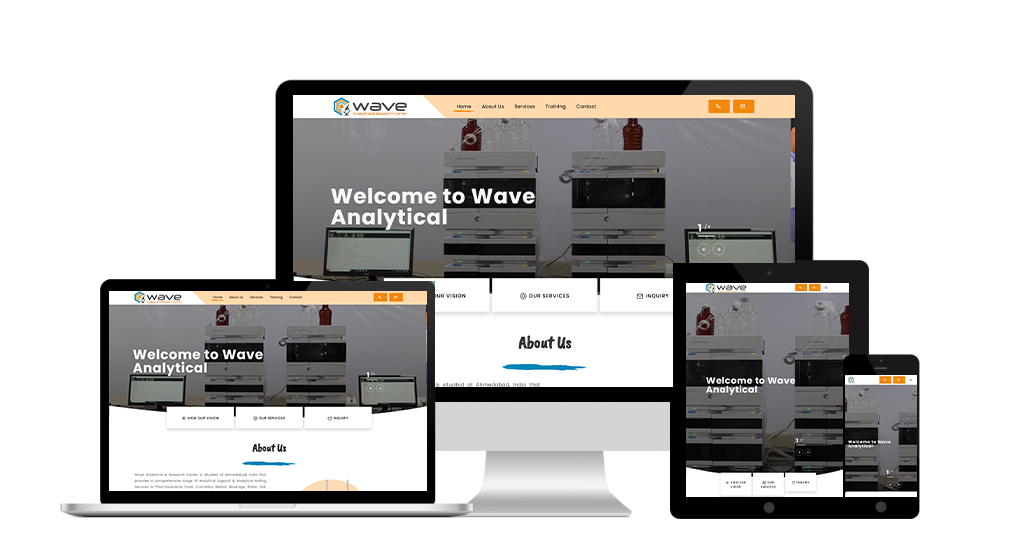 wave
Analytical & Research Center
Home About Us Services Training Contact
Welcome to Wave
Analytical
1 /4
OUR VISION
OUR SERVICES
INQUIRY
About Us
is situated at Ahmedabad, India that
wave
Home About Us Services Training Contact
Welcome to Wave
Analytical
1 /4
VIEW OUR VISION
OUR SERVICES
INQUIRY
About Us
Wave Analytical & Research Center is situated at Ahmedabad, India that
provides a comprehensive range of Analytical Support & Analytical testing
Services to Pharmaceutical, Food, Cosmetics, Herbal, Beverage, Water, Soil,
wave
Welcome to Wave
Analytical
1
VIEW OUR
VISION
OUR
SERVICES
INQUIRY
Welcome to Wave
Analytical
1